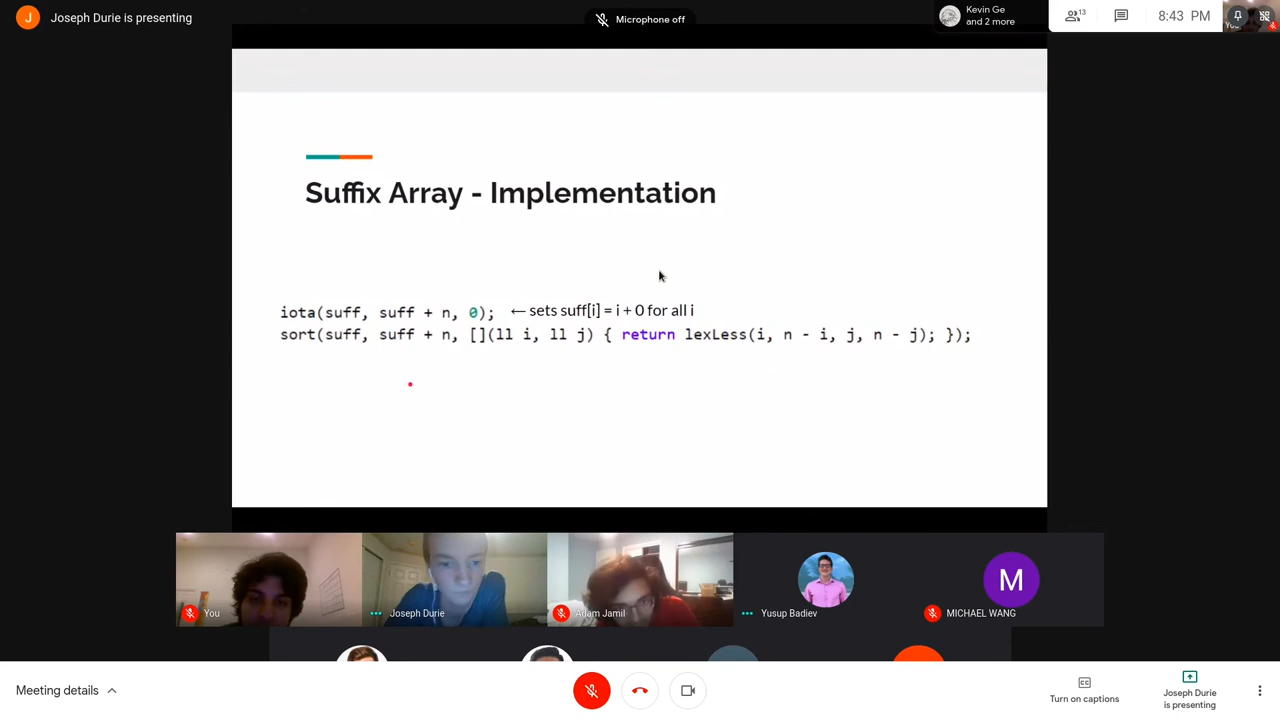 J
Joseph Durie is presenting
Microphone off
Kevin Ge
and 2 more
13
8:43 PM
You
Suffix Array - Implementation
iota(suff, suff + n, 0);
← sets suff[i] = i + 0 for all i
sort(suff, suff + n, [](ll i, ll j) { return lexLess(i, n - i, j, n - j); });
You
Joseph Durie
Adam Jamil
Yusup Badiev
M
MICHAEL WANG
Meeting details
CC
Turn on captions
Joseph Durie
is presenting